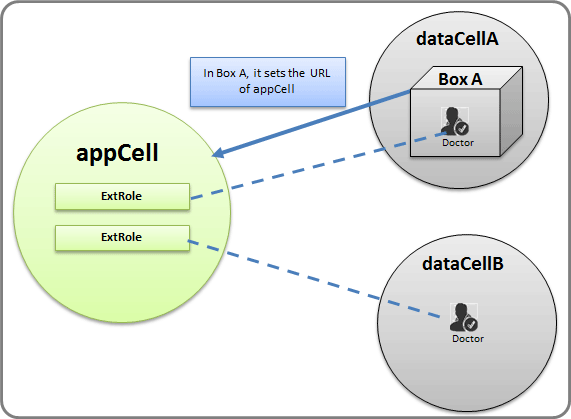 dataCellA
In Box A, it sets the URL
of appCell
Box A
Doctor
appCell
ExtRole
ExtRole
dataCellB
Doctor